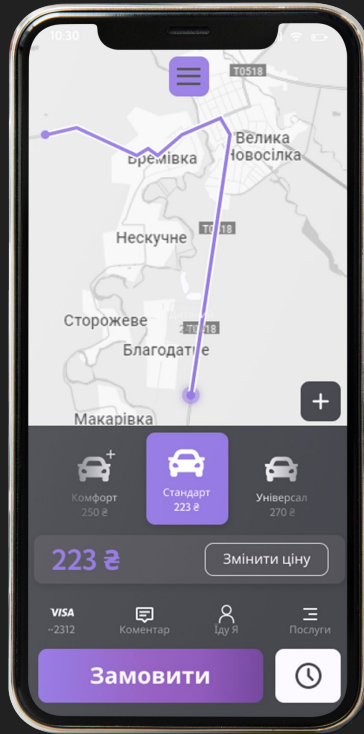 10:30
T0518
Велика
Новосілка
Времівка
T0518
Нескучне
Сторожеве
T0518
Благодатне
Макарівка
+
Комфорт
250 ₴
Стандарт
223 ₴
Універсал
270 ₴
223 ₴
Змінити ціну
VISA
··2312
Коментар
Їду Я
Послуги
Замовити